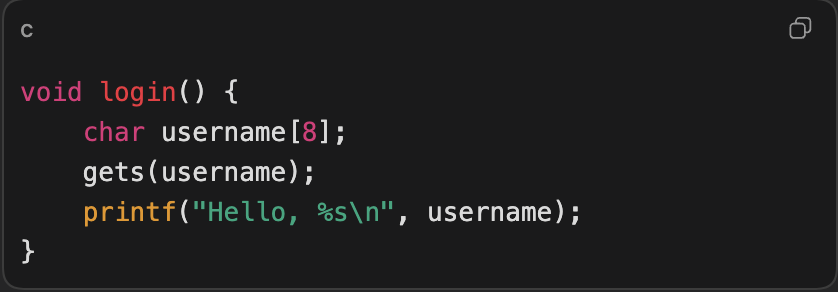 C
void login() {
    char username[8];
    gets(username);
    printf("Hello, %s\n", username);
}